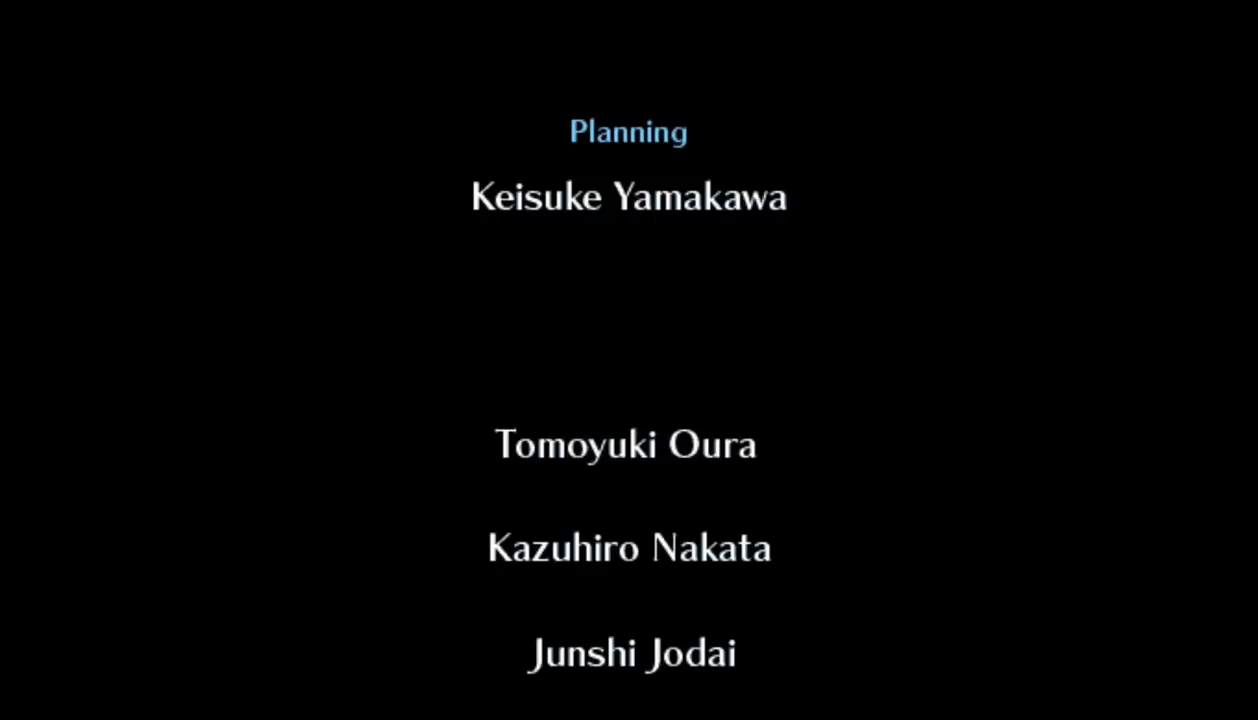 Planning
Keisuke Yamakawa
Tomoyuki Oura
Kazuhiro Nakata
Junshi Jodai